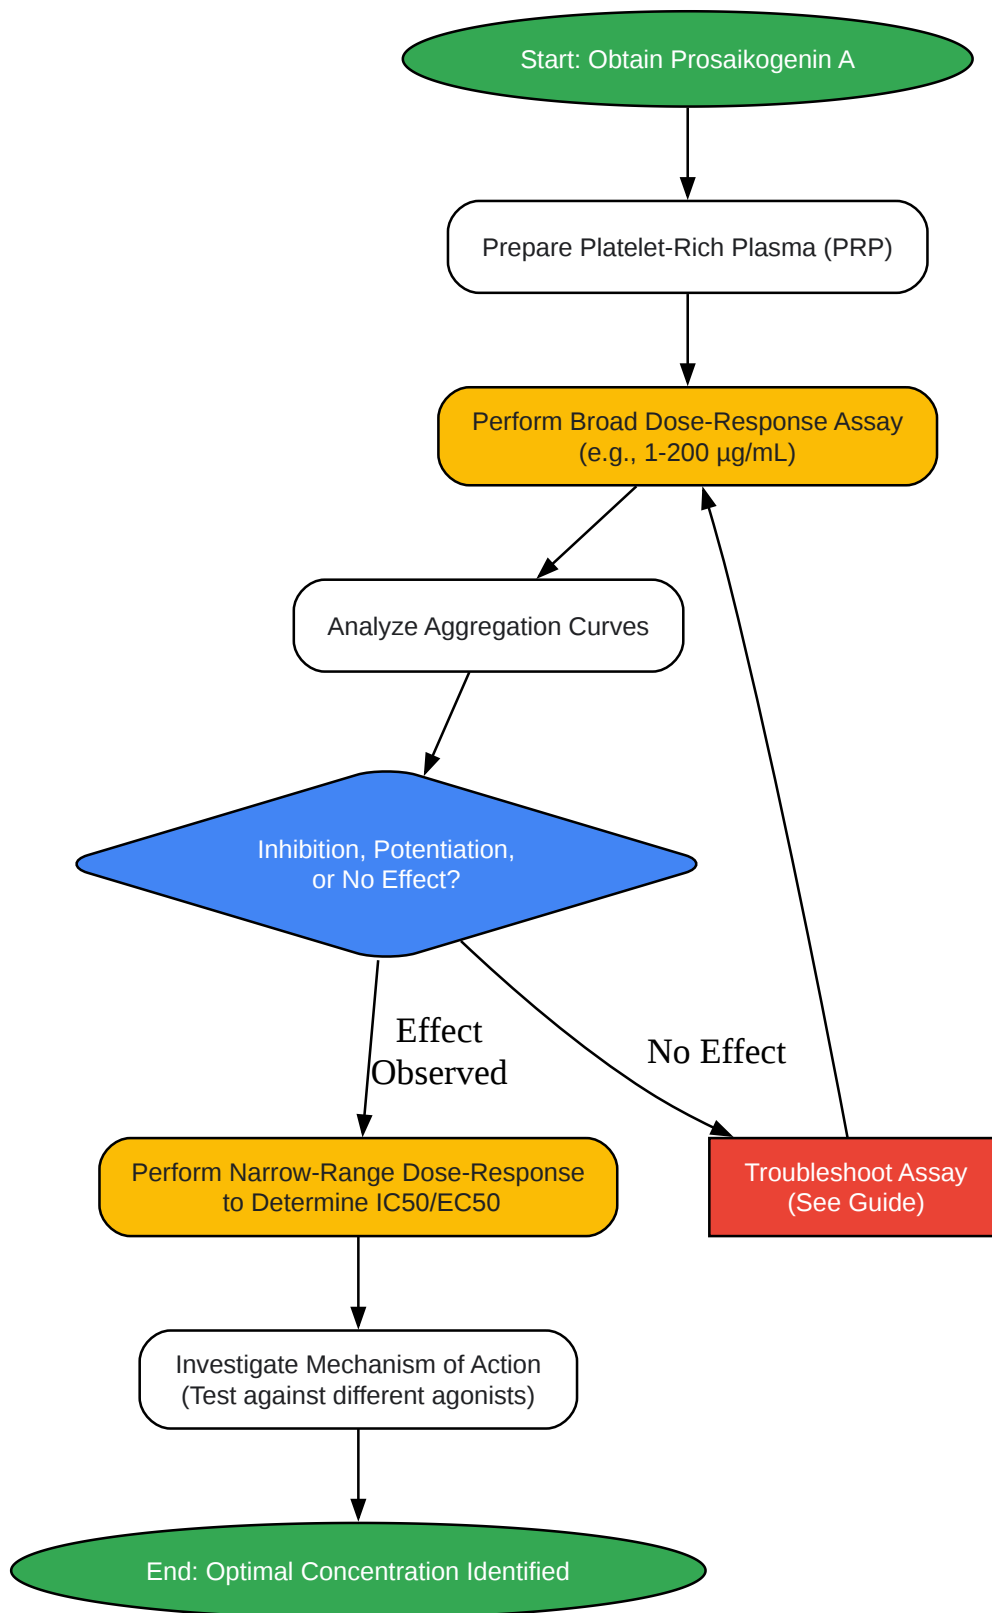 Start: Obtain Prosaikogenin A
Prepare Platelet-Rich Plasma (PRP)
Perform Broad Dose-Response Assay
(e.g., 1-200 µg/mL)
Analyze Aggregation Curves
Inhibition, Potentiation,
or No Effect?
Effect
Observed
No Effect
Perform Narrow-Range Dose-Response
to Determine IC50/EC50
Troubleshoot Assay
(See Guide)
Investigate Mechanism of Action
(Test against different agonists)
End: Optimal Concentration Identified